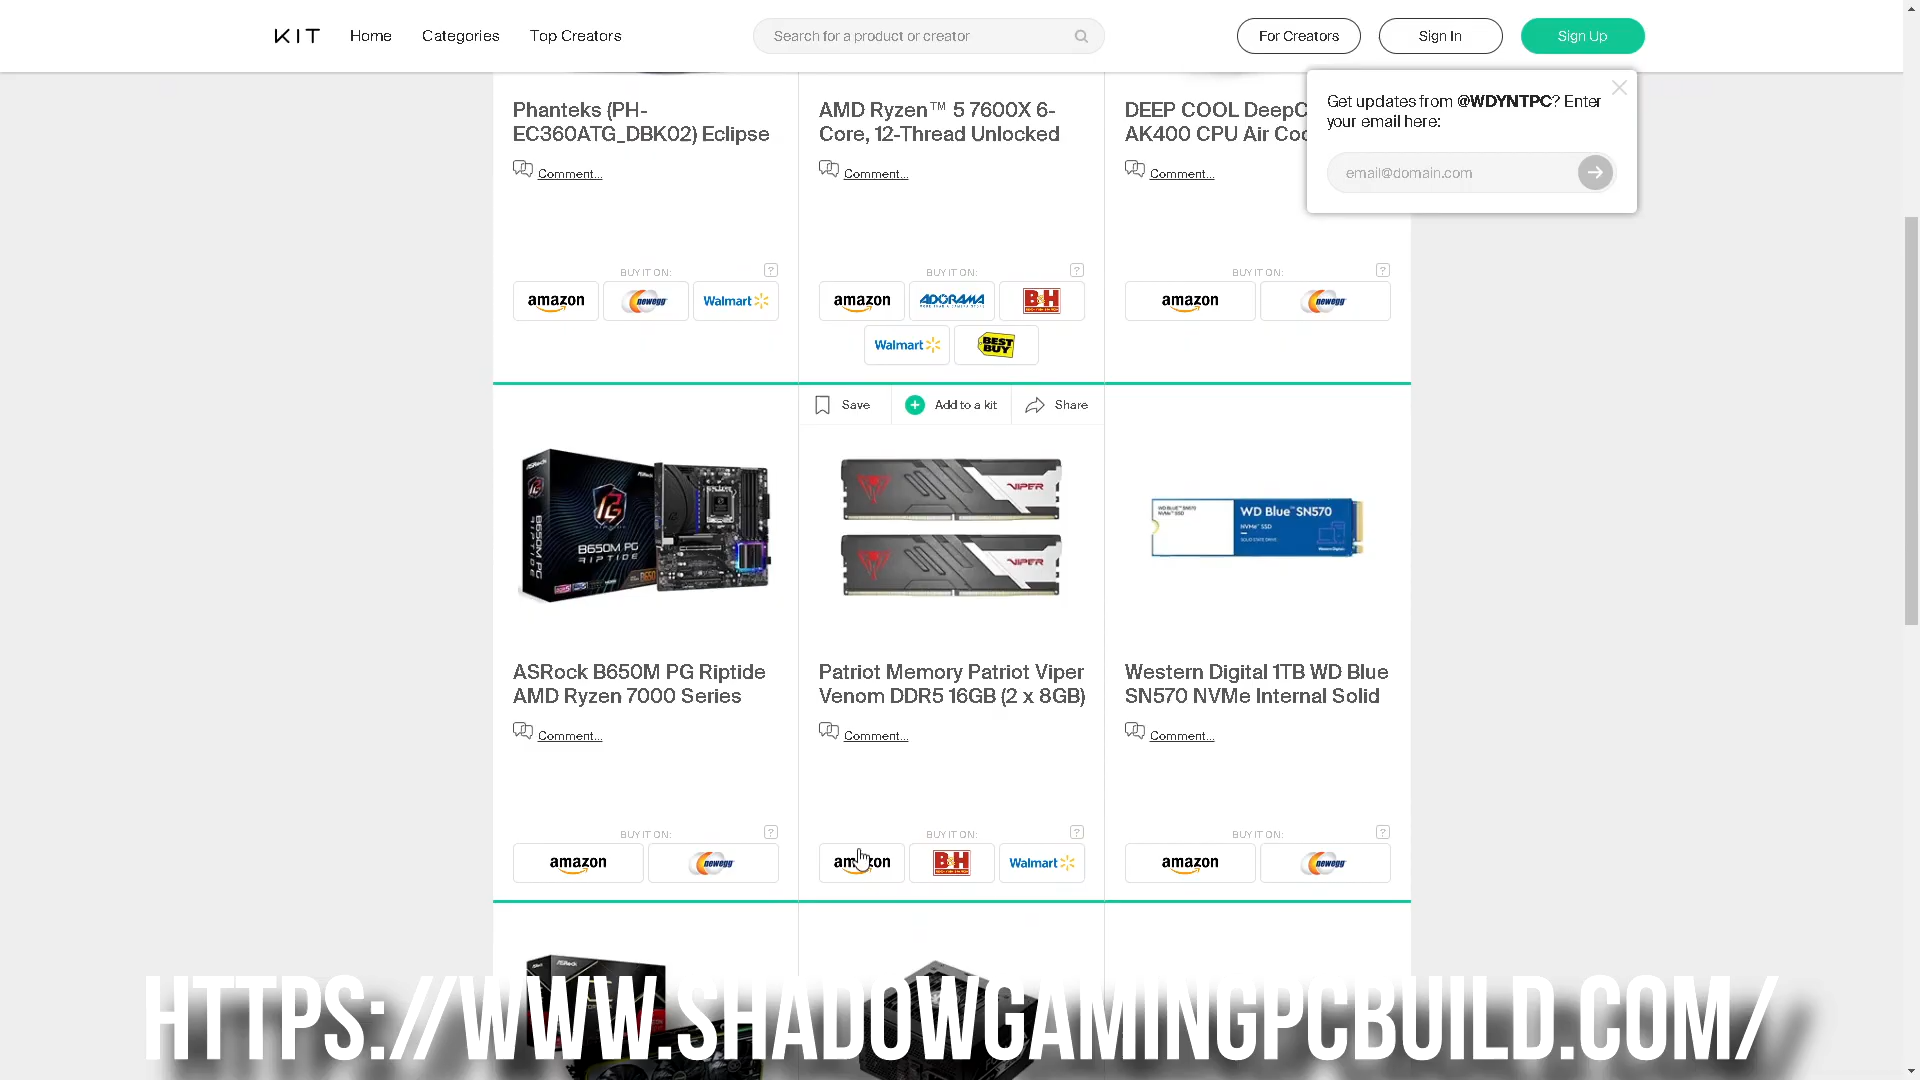 KIT Home Categories Top Creators Search for a product or creator For Creators Sign In Sign Up
Get updates from @WDYNTPC? Enter
your email here:
email@domain.com
Phanteks (PH-
EC360ATG_DBK02) Eclipse
Comment...
BUY IT ON: ?
amazon newegg Walmart
AMD Ryzen™ 5 7600X 6-
Core, 12-Thread Unlocked
Comment...
BUY IT ON: ?
amazon ADORAMA B&H
Walmart BEST BUY
DEEP COOL DeepC
AK400 CPU Air Coo
Comment...
BUY IT ON: ?
amazon newegg
ASRock
B650M PG
RIPTIDE
ASRock B650M PG Riptide
AMD Ryzen 7000 Series
Comment...
BUY IT ON: ?
amazon newegg
Save Add to a kit Share
VIPER
VIPER
Patriot Memory Patriot Viper
Venom DDR5 16GB (2 x 8GB)
Comment...
BUY IT ON: ?
amazon B&H Walmart
WD Blue™ SN570
NVMe™ SSD
Western Digital 1TB WD Blue
SN570 NVMe Internal Solid
Comment...
BUY IT ON: ?
amazon newegg
ASRock
HTTPS://WWW.SHADOWGAMINGPCBUILD.COM/